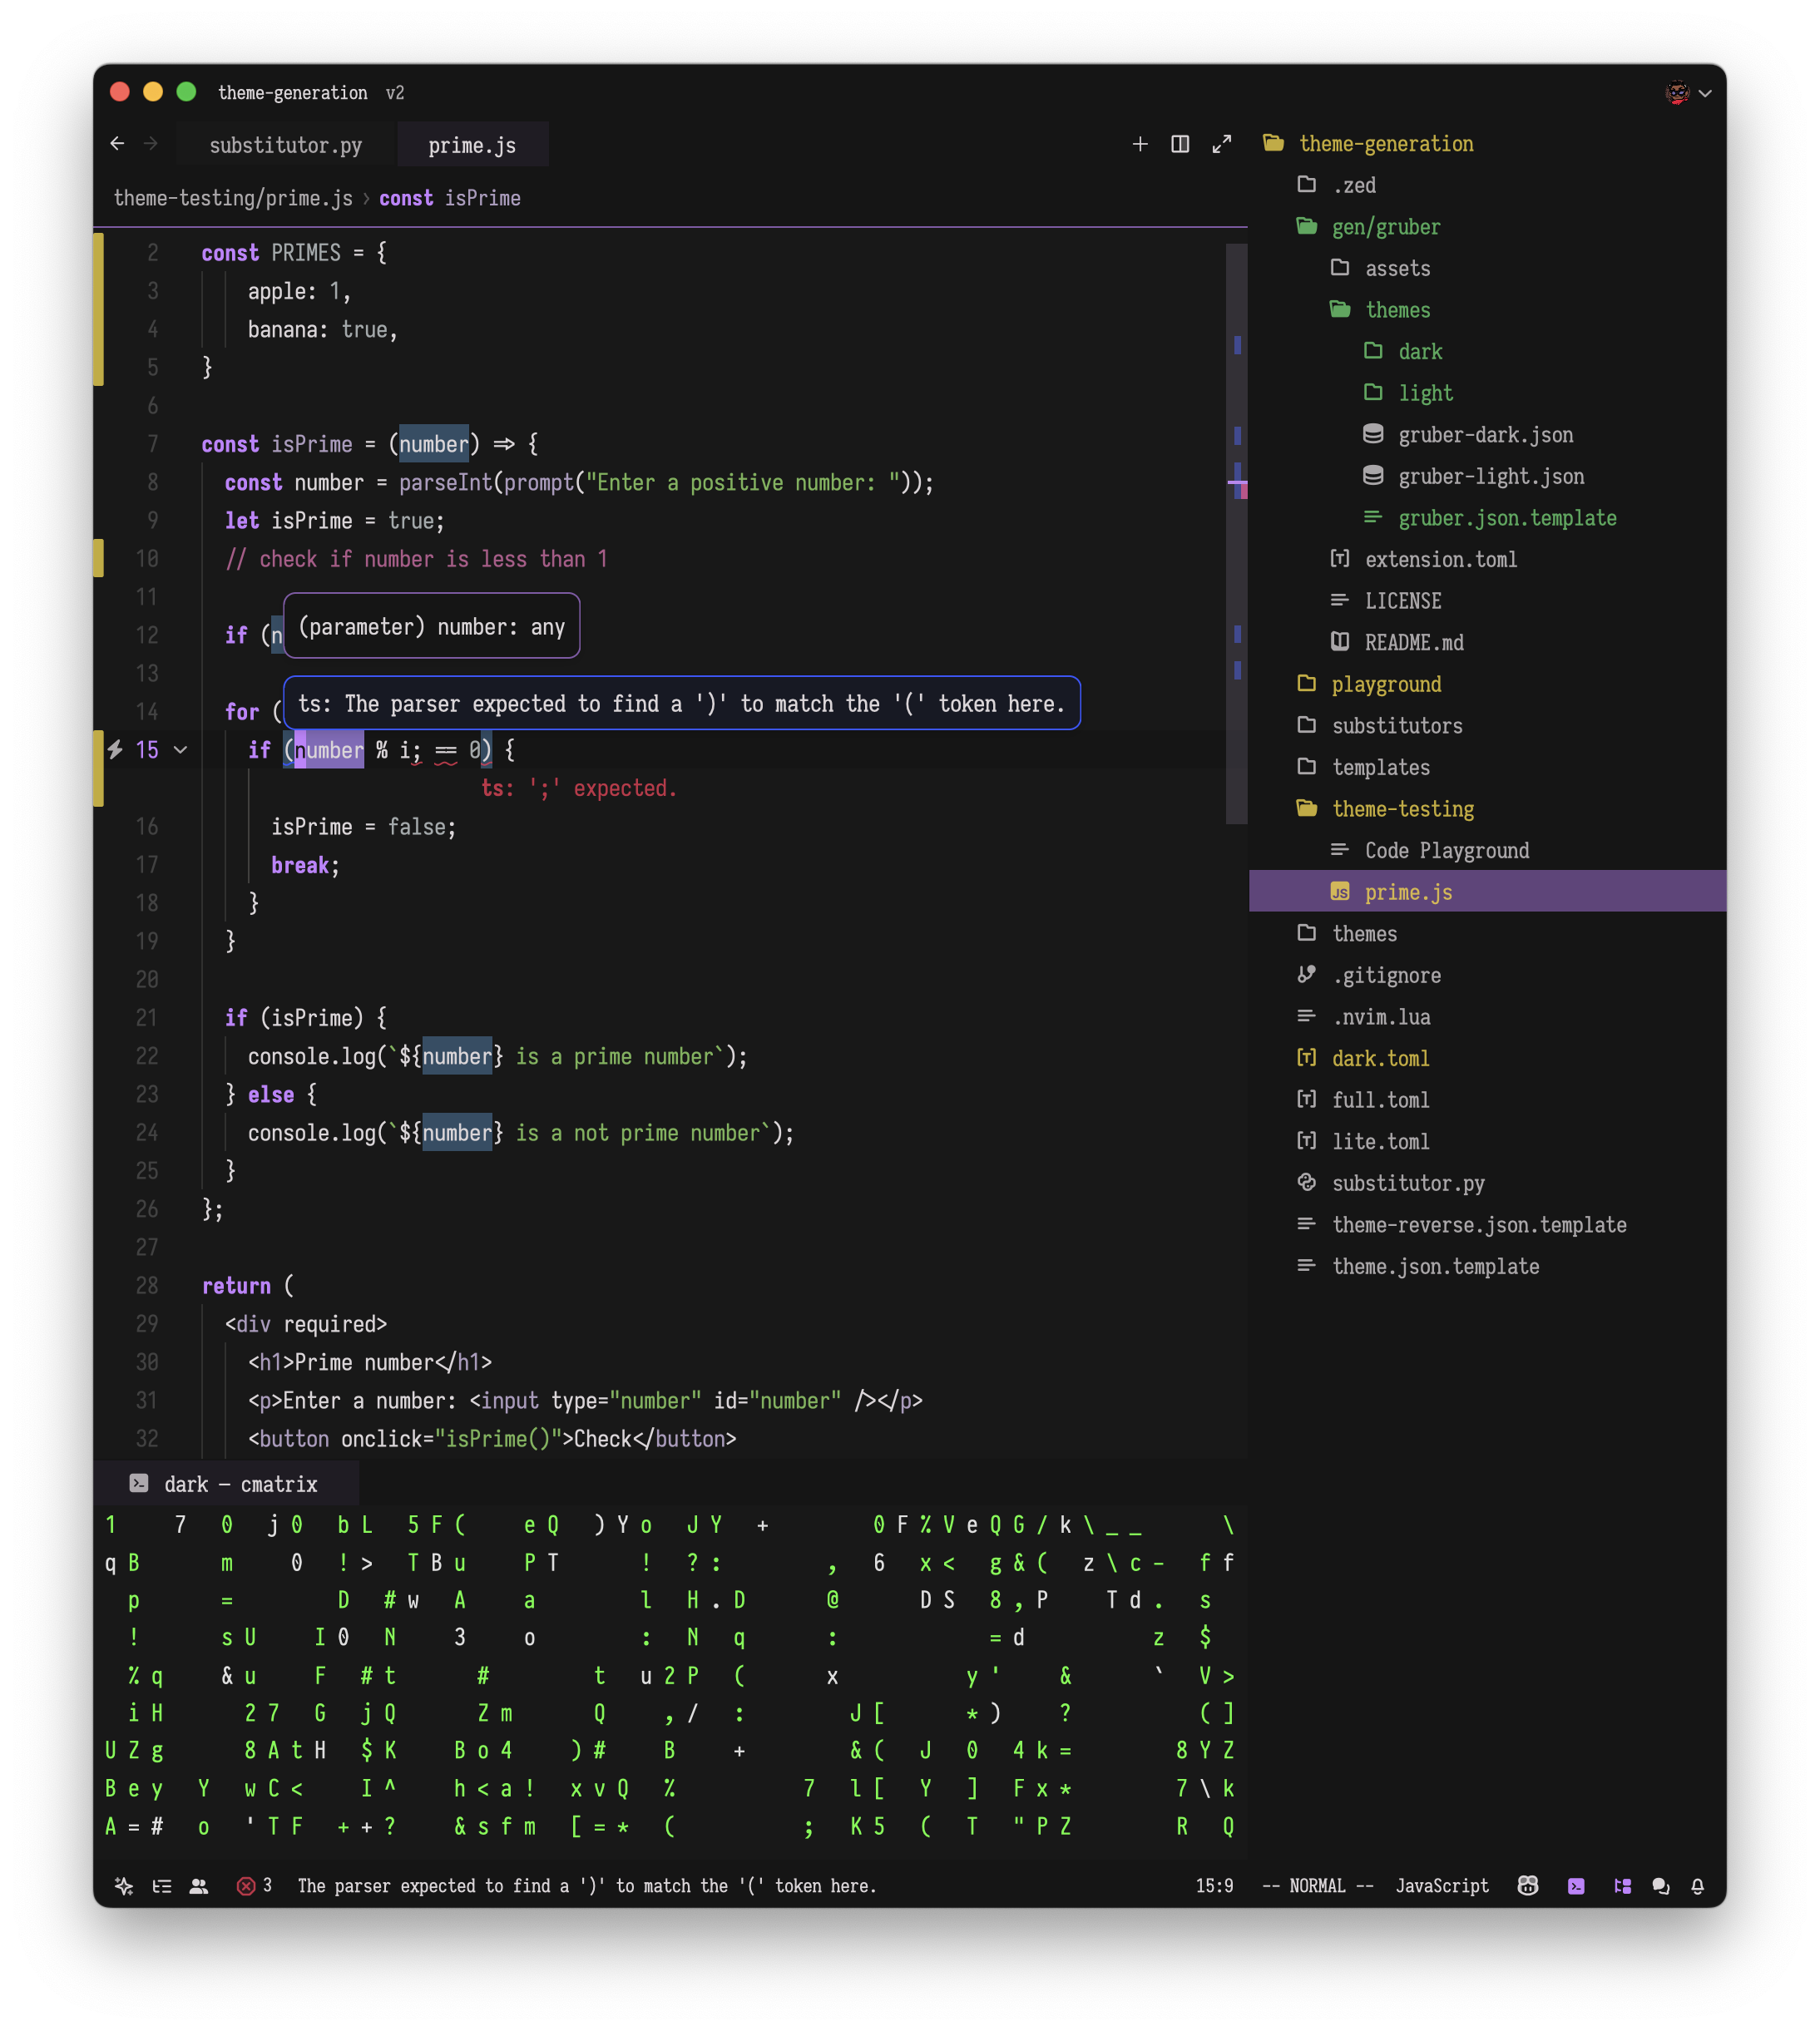 theme-generation v2
substitutor.py prime.js
theme-testing/prime.js › const isPrime
2 const PRIMES = {
3 apple: 1,
4 banana: true,
5 }
6
7 const isPrime = (number) => {
8 const number = parseInt(prompt("Enter a positive number: "));
9 let isPrime = true;
10 // check if number is less than 1
11
(parameter) number: any
12 if (n
13
ts: The parser expected to find a ')' to match the '(' token here.
14 for (
15 if (number % i; == 0) {
ts: ';' expected.
16 isPrime = false;
17 break;
18 }
19 }
20
21 if (isPrime) {
22 console.log(`${number} is a prime number`);
23 } else {
24 console.log(`${number} is a not prime number`);
25 }
26 };
27
28 return (
29 <div required>
30 <h1>Prime number</h1>
31 <p>Enter a number: <input type="number" id="number" /></p>
32 <button onclick="isPrime()">Check</button>
theme-generation
.zed
gen/gruber
assets
themes
dark
light
gruber-dark.json
gruber-light.json
gruber.json.template
[T] extension.toml
LICENSE
README.md
playground
substitutors
templates
theme-testing
Code Playground
JS prime.js
themes
.gitignore
.nvim.lua
[T] dark.toml
[T] full.toml
[T] lite.toml
substitutor.py
theme-reverse.json.template
theme.json.template
dark — cmatrix
1 7 0 j 0 b L 5 F ( e Q ) Y o J Y + 0 F % V e Q G / k \ _ _ \
q B m 0 ! > T B u P T ! ? : , 6 x < g & ( z \ c - f f
p = D # w A a l H . D @ D S 8 , P T d . s
! s U I 0 N 3 o : N q : = d z $
% q & u F # t # t u 2 P ( x y ' & ` V >
i H 2 7 G j Q Z m Q , / : J [ * ) ? ( ]
U Z g 8 A t H $ K B o 4 ) # B + & ( J 0 4 k = 8 Y Z
B e y Y w C < I ^ h < a ! x v Q % 7 l [ Y ] F x * 7 \ k
A = # o ' T F + + ? & s f m [ = * ( ; K 5 ( T " P Z R Q
3 The parser expected to find a ')' to match the '(' token here. 15:9 -- NORMAL -- JavaScript